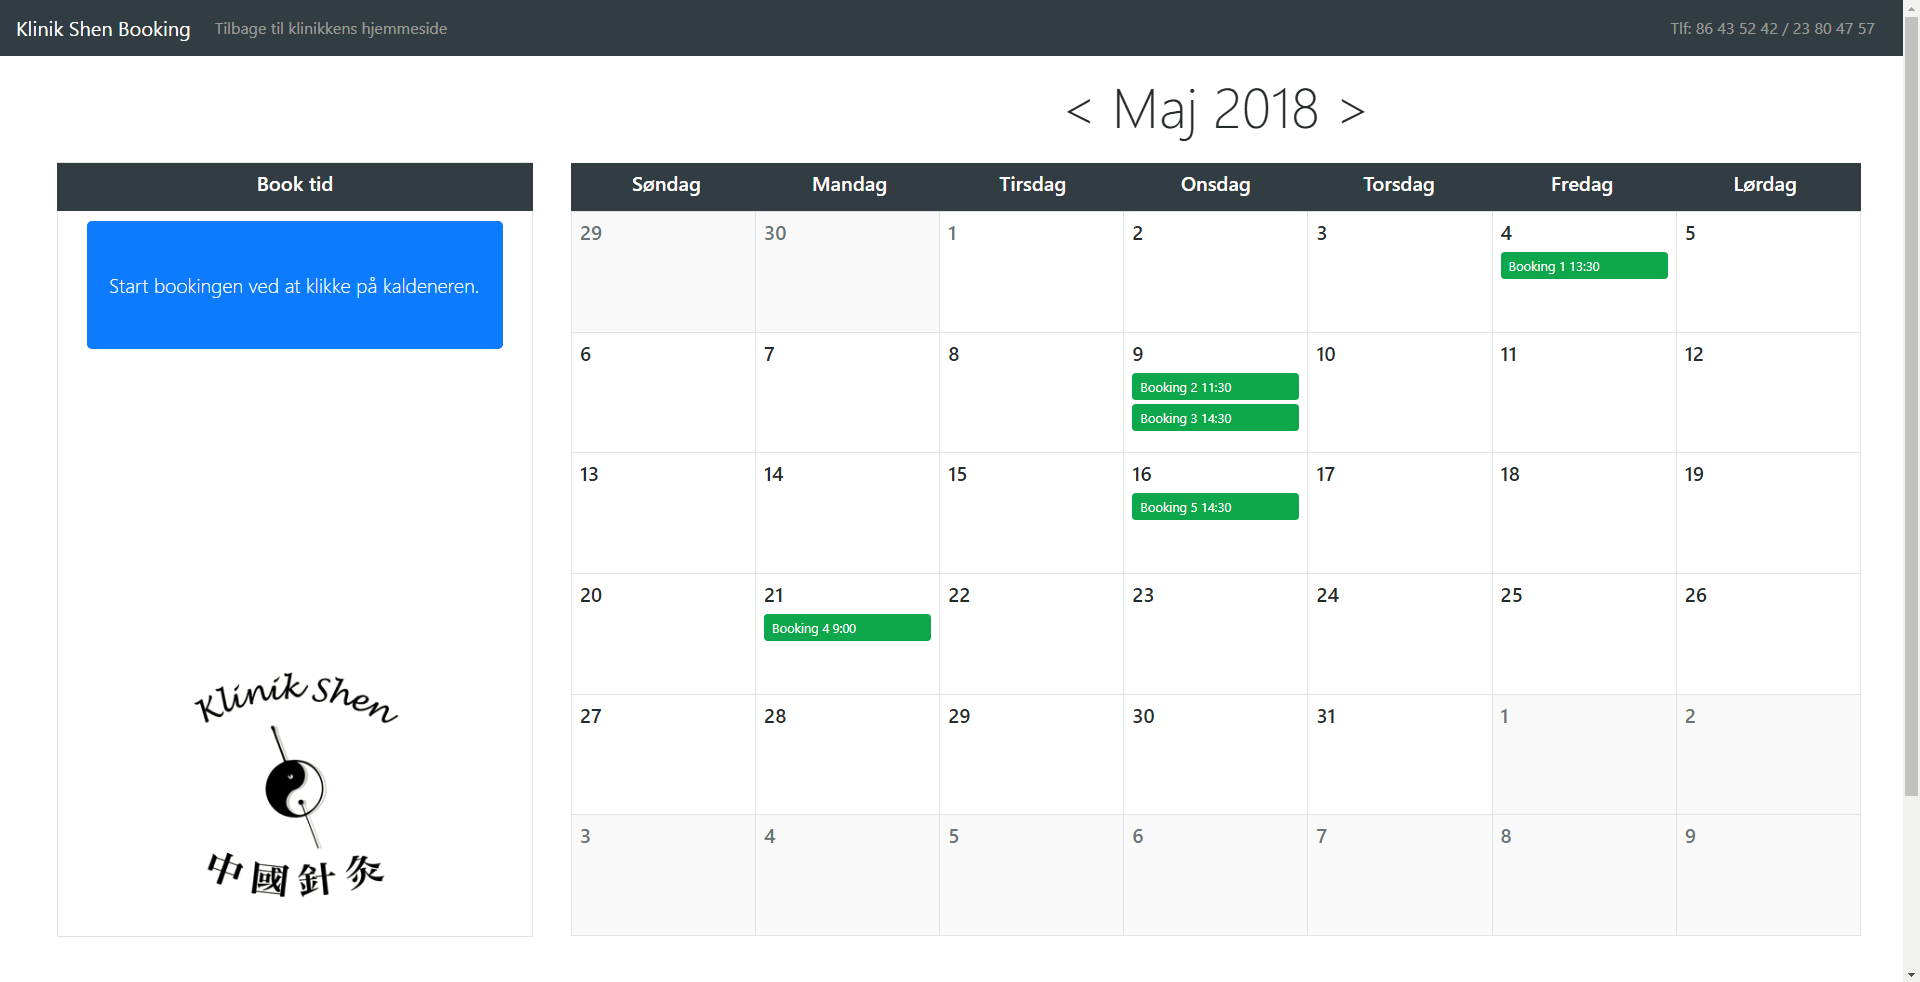 Klinik Shen Booking Tilbage til klinikkens hjemmeside Tlf: 86 43 52 42 / 23 80 47 57
< Maj 2018 >
Book tid
Start bookingen ved at klikke på kaldeneren.
Klinik Shen
中國針灸
Søndag Mandag Tirsdag Onsdag Torsdag Fredag Lørdag
29 30 1 2 3 4 5
Booking 1 13:30
6 7 8 9 10 11 12
Booking 2 11:30
Booking 3 14:30
13 14 15 16 17 18 19
Booking 5 14:30
20 21 22 23 24 25 26
Booking 4 9:00
27 28 29 30 31 1 2
3 4 5 6 7 8 9